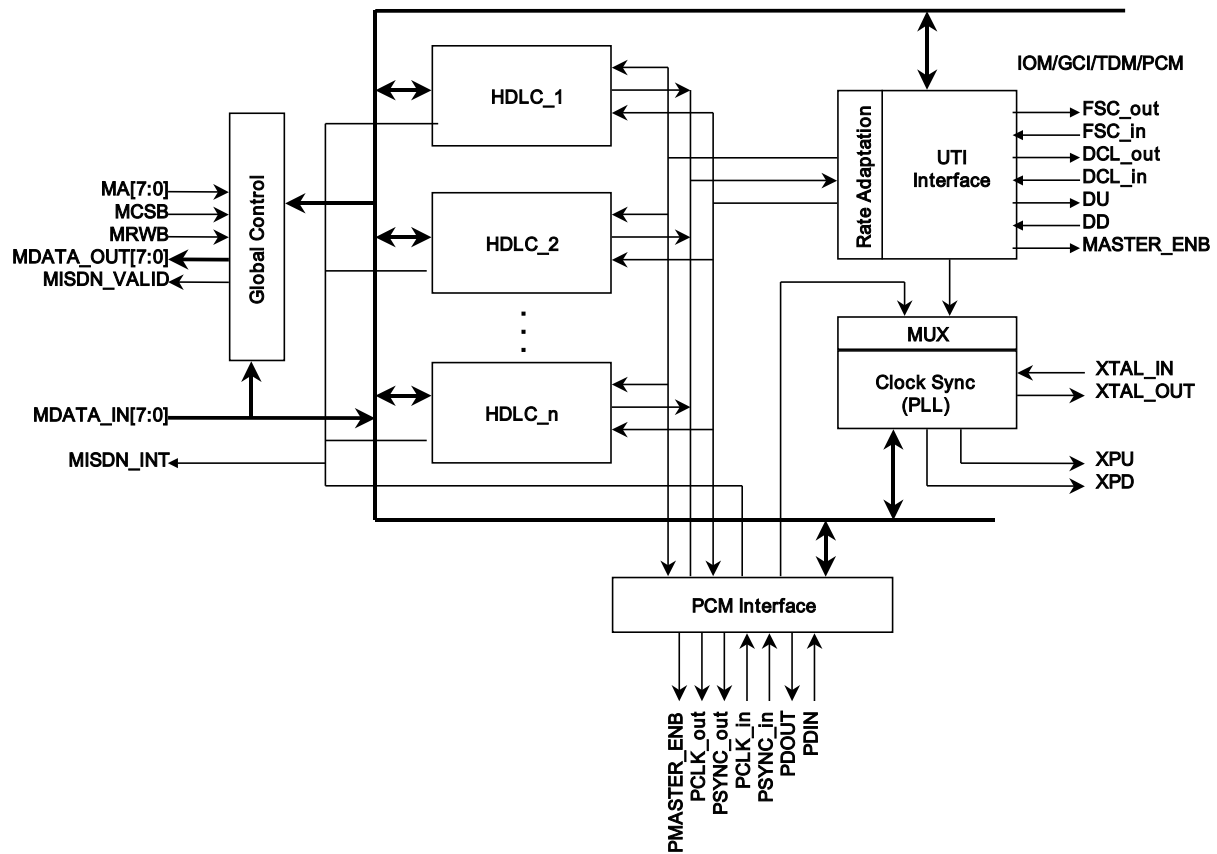 IOM/GCI/TDM/PCM
HDLC_1
HDLC_2
HDLC_n
Global Control
MA[7:0]
MCSB
MRWB
MDATA_OUT[7:0]
MISDN_VALID
MDATA_IN[7:0]
MISDN_INT
Rate Adaptation
UTI
Interface
FSC_out
FSC_in
DCL_out
DCL_in
DU
DD
MASTER_ENB
MUX
Clock Sync
(PLL)
XTAL_IN
XTAL_OUT
XPU
XPD
PCM Interface
PMASTER_ENB
PCLK_out
PSYNC_out
PCLK_in
PSYNC_in
PDOUT
PDIN